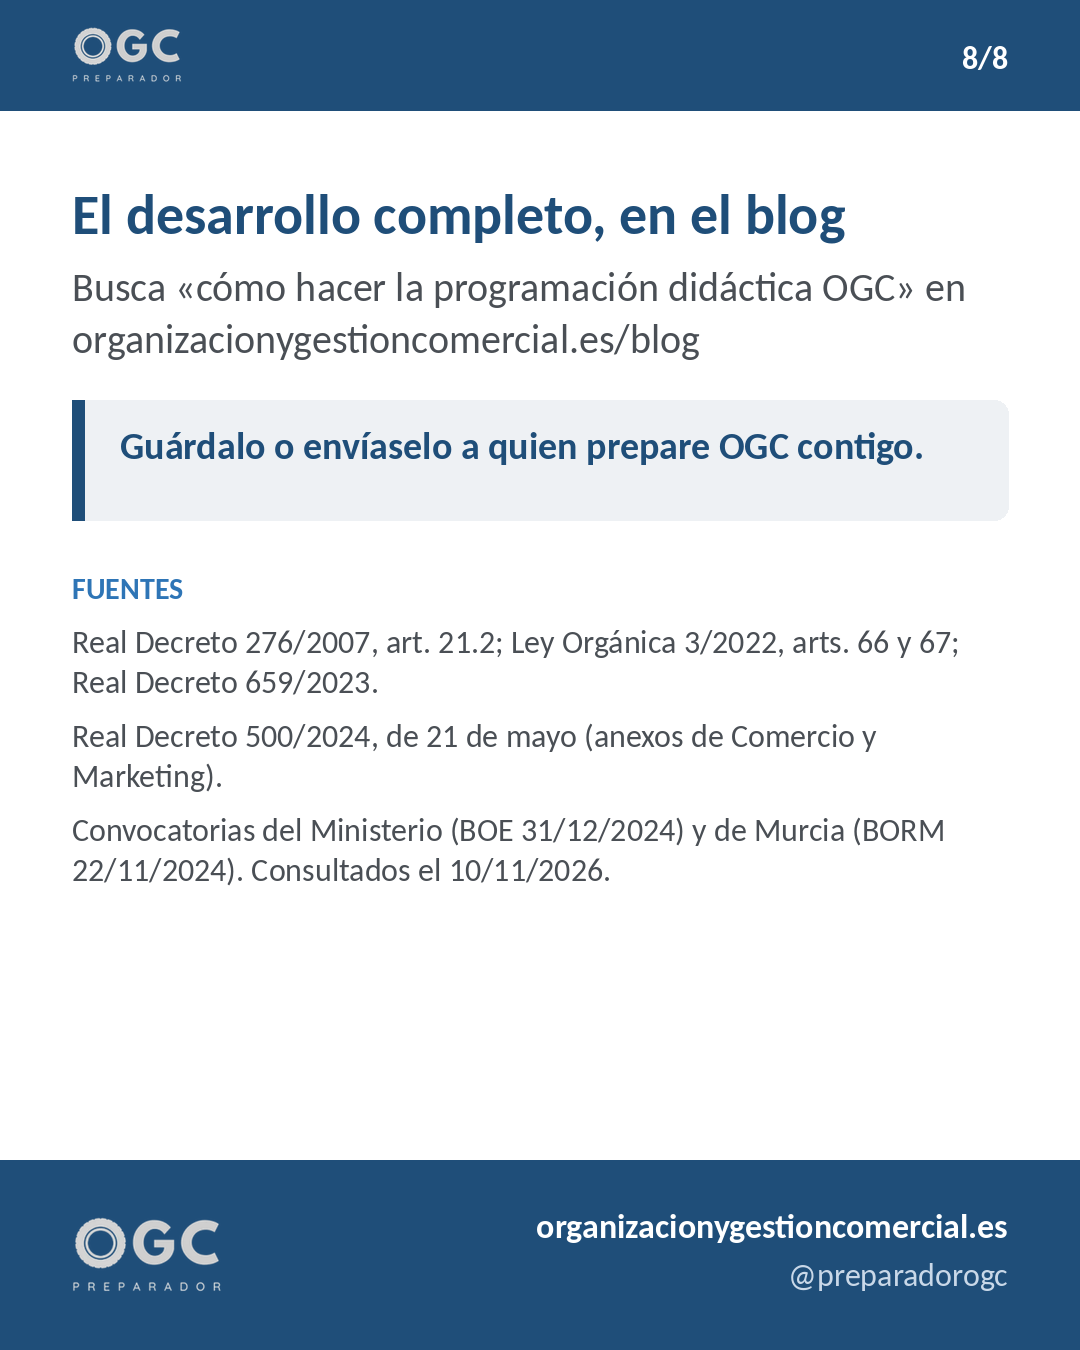 OGC
PREPARADOR
8/8
El desarrollo completo, en el blog
Busca «cómo hacer la programación didáctica OGC» en
organizacionygestioncomercial.es/blog
Guárdalo o envíaselo a quien prepare OGC contigo.
FUENTES
Real Decreto 276/2007, art. 21.2; Ley Orgánica 3/2022, arts. 66 y 67;
Real Decreto 659/2023.
Real Decreto 500/2024, de 21 de mayo (anexos de Comercio y
Marketing).
Convocatorias del Ministerio (BOE 31/12/2024) y de Murcia (BORM
22/11/2024). Consultados el 10/11/2026.
OGC
PREPARADOR
organizacionygestioncomercial.es
@preparadorogc